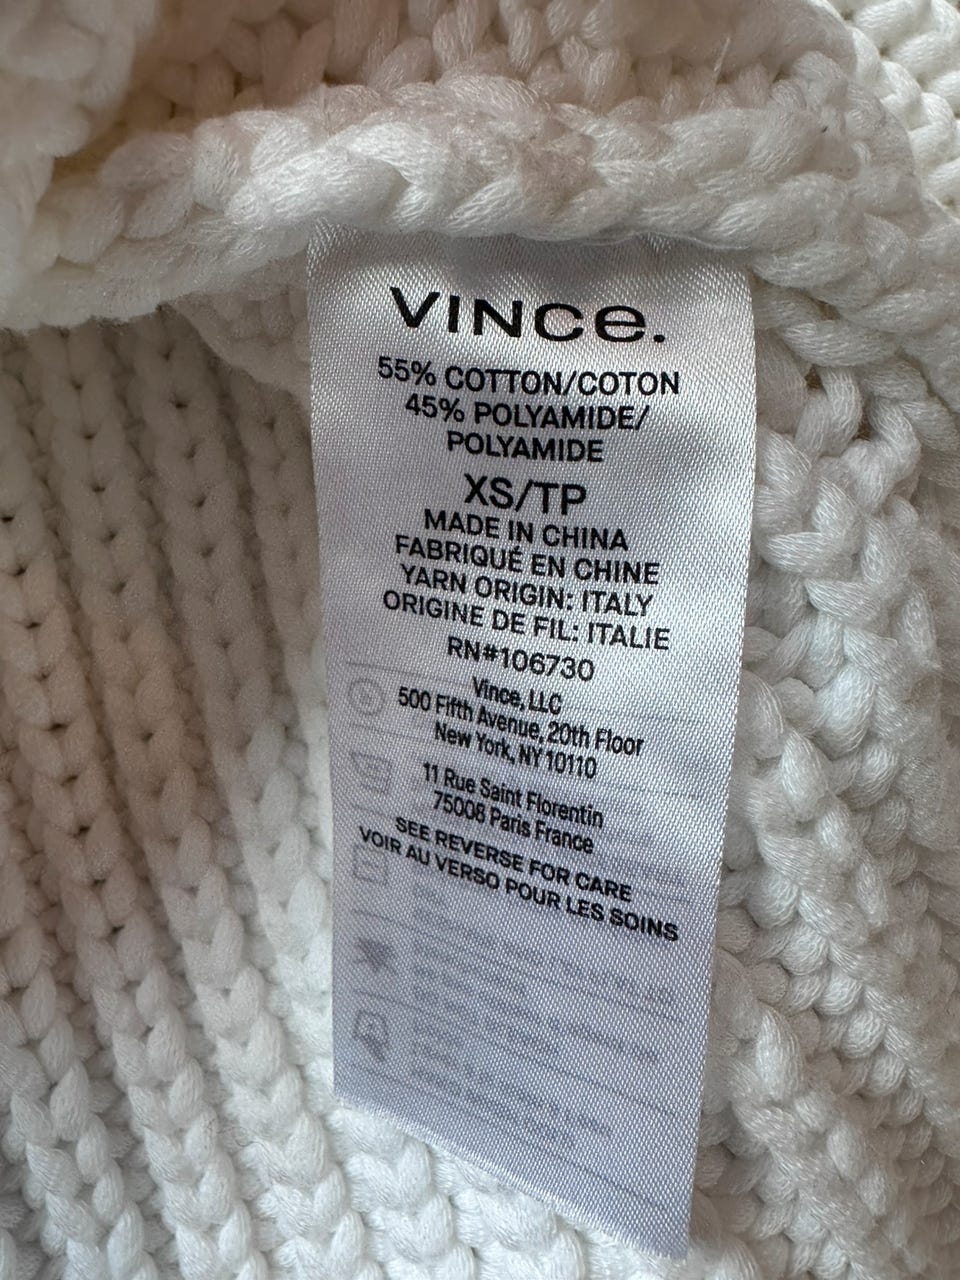 VINCe.
55% COTTON/COTON
45% POLYAMIDE/
POLYAMIDE
XS/TP
MADE IN CHINA
FABRIQUÉ EN CHINE
YARN ORIGIN: ITALY
ORIGINE DE FIL: ITALIE
RN#106730
Vince, LLC
500 Fifth Avenue, 20th Floor
New York, NY 10110
11 Rue Saint Florentin
75008 Paris France
SEE REVERSE FOR CARE
VOIR AU VERSO POUR LES SOINS